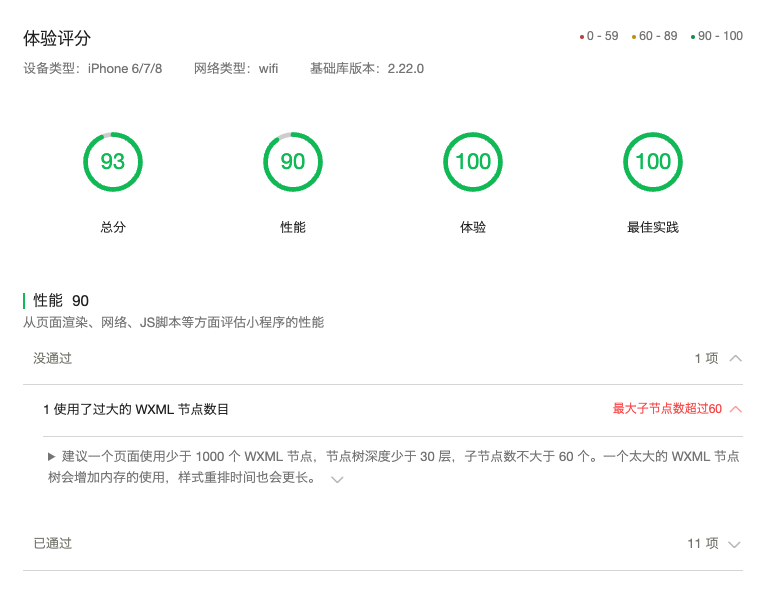 体验评分
0 - 59 60 - 89 90 - 100
设备类型：iPhone 6/7/8 网络类型：wifi 基础库版本：2.22.0
93 90 100 100
总分 性能 体验 最佳实践
性能 90
从页面渲染、网络、JS脚本等方面评估小程序的性能
没通过 1 项
1 使用了过大的 WXML 节点数目 最大子节点数超过60
建议一个页面使用少于 1000 个 WXML 节点，节点树深度少于 30 层，子节点数不大于 60 个。一个太大的 WXML 节点
树会增加内存的使用，样式重排时间也会更长。
已通过 11 项